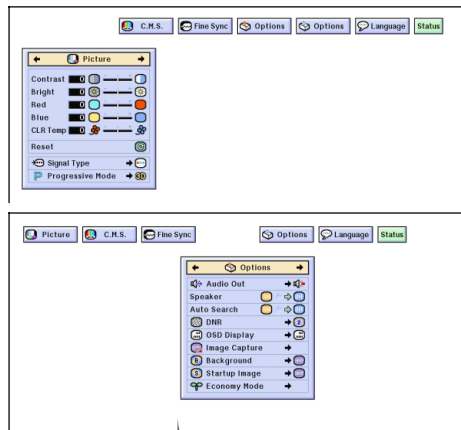 C.M.S. Fine Sync Options Options Language Status
Picture
Contrast 0
Bright 0
Red 0
Blue 0
CLR Temp 0
Reset
Signal Type
Progressive Mode
Picture C.M.S. Fine Sync Options Language Status
Options
Audio Out
Speaker
Auto Search
DNR 2
OSD Display
Image Capture
B Background
S Startup Image
Economy Mode